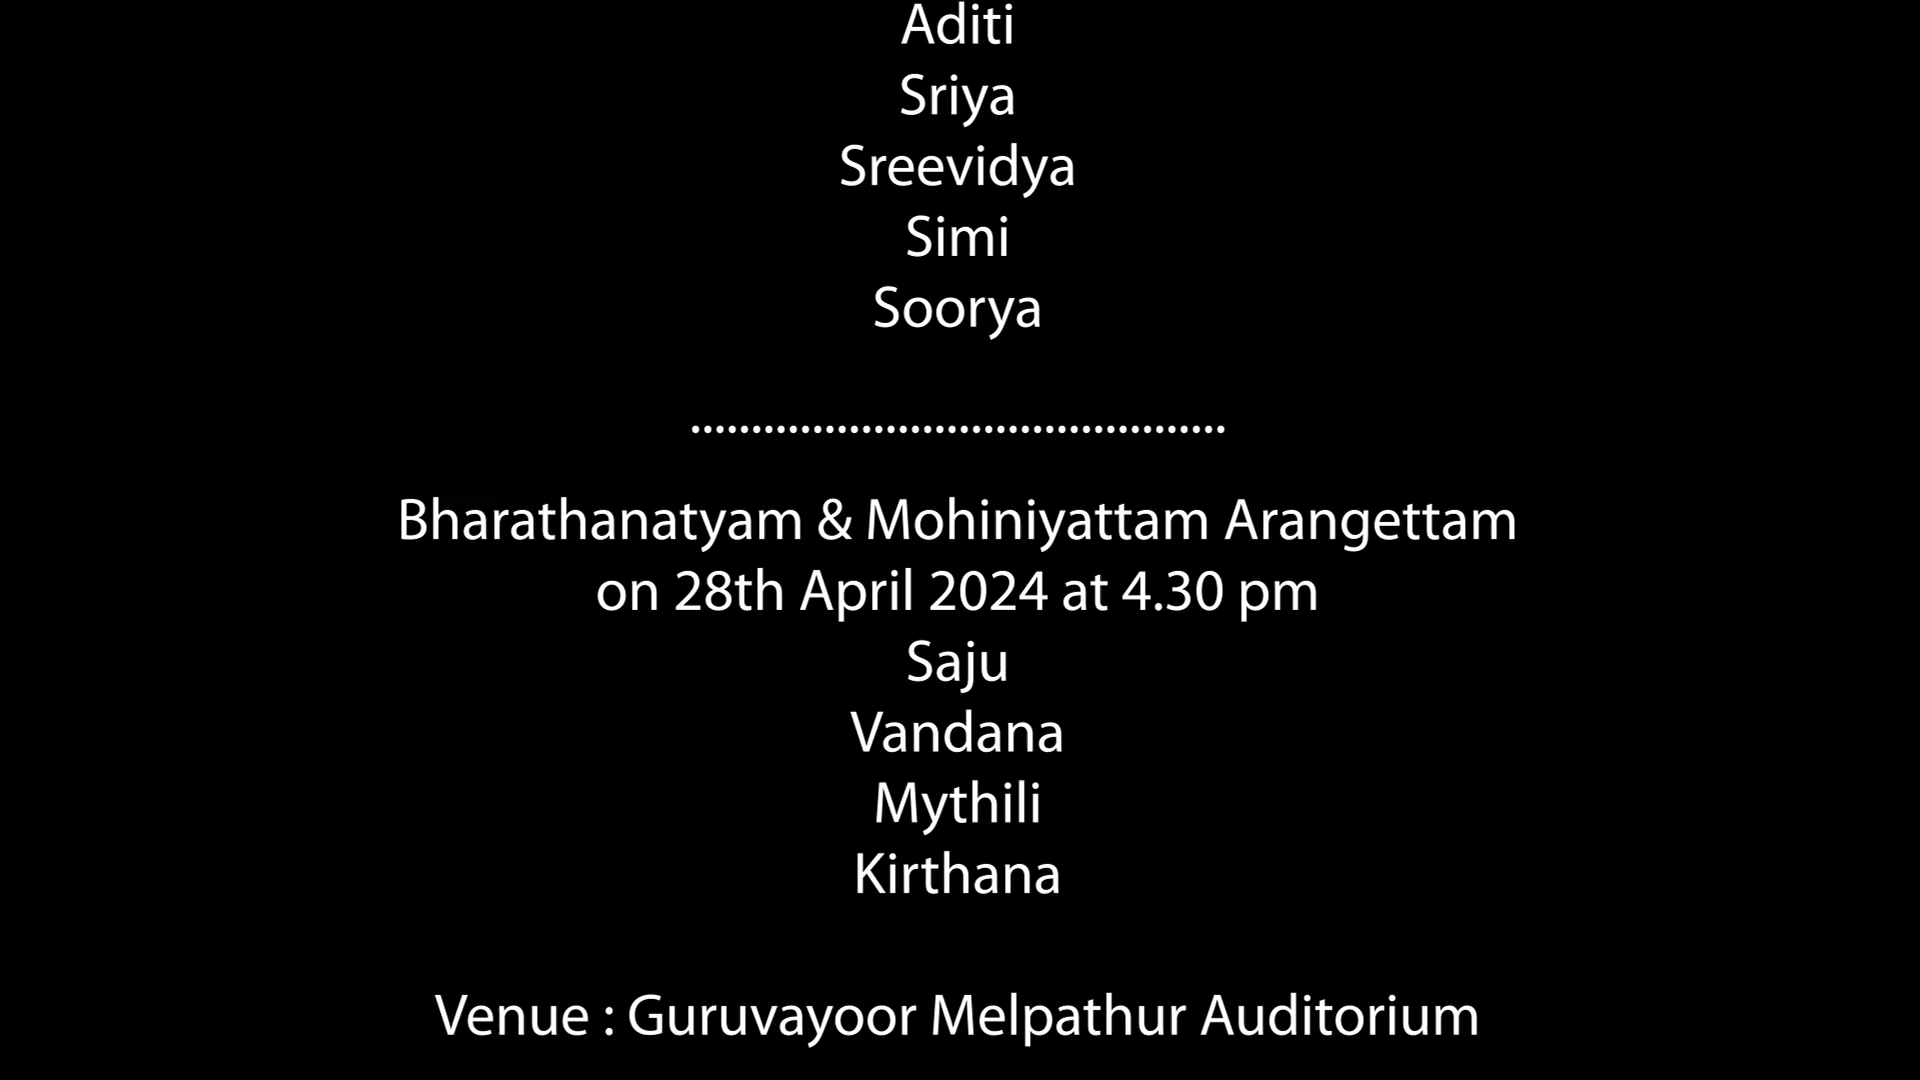 Aditi
Sriya
Sreevidya
Simi
Soorya
............................................
Bharathanatyam & Mohiniyattam Arangettam
on 28th April 2024 at 4.30 pm
Saju
Vandana
Mythili
Kirthana
Venue : Guruvayoor Melpathur Auditorium